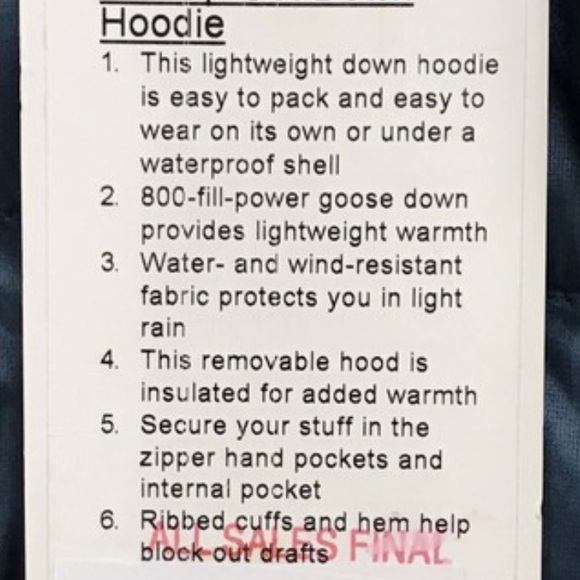 Hoodie
1. This lightweight down hoodie
is easy to pack and easy to
wear on its own or under a
waterproof shell
2. 800-fill-power goose down
provides lightweight warmth
3. Water- and wind-resistant
fabric protects you in light
rain
4. This removable hood is
insulated for added warmth
5. Secure your stuff in the
zipper hand pockets and
internal pocket
6. Ribbed cuffs and hem help
block out drafts
ALL SALES FINAL